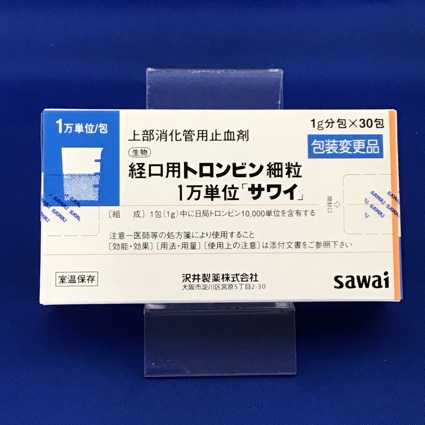 1万単位/包
上部消化管用止血剤
1g分包×30包
生物
経口用トロンビン細粒
1万単位「サワイ」
包装変更品
[組 成] 1包(1g)中に日局トロンビン10,000単位を含有する
注意-医師等の処方箋により使用すること
[効能・効果] [用法・用量] [使用上の注意]は添付文書をご参照下さい
室温保存
沢井製薬株式会社
大阪市淀川区宮原5丁目2-30
sawai
開封口
SAWAI
SAWAI